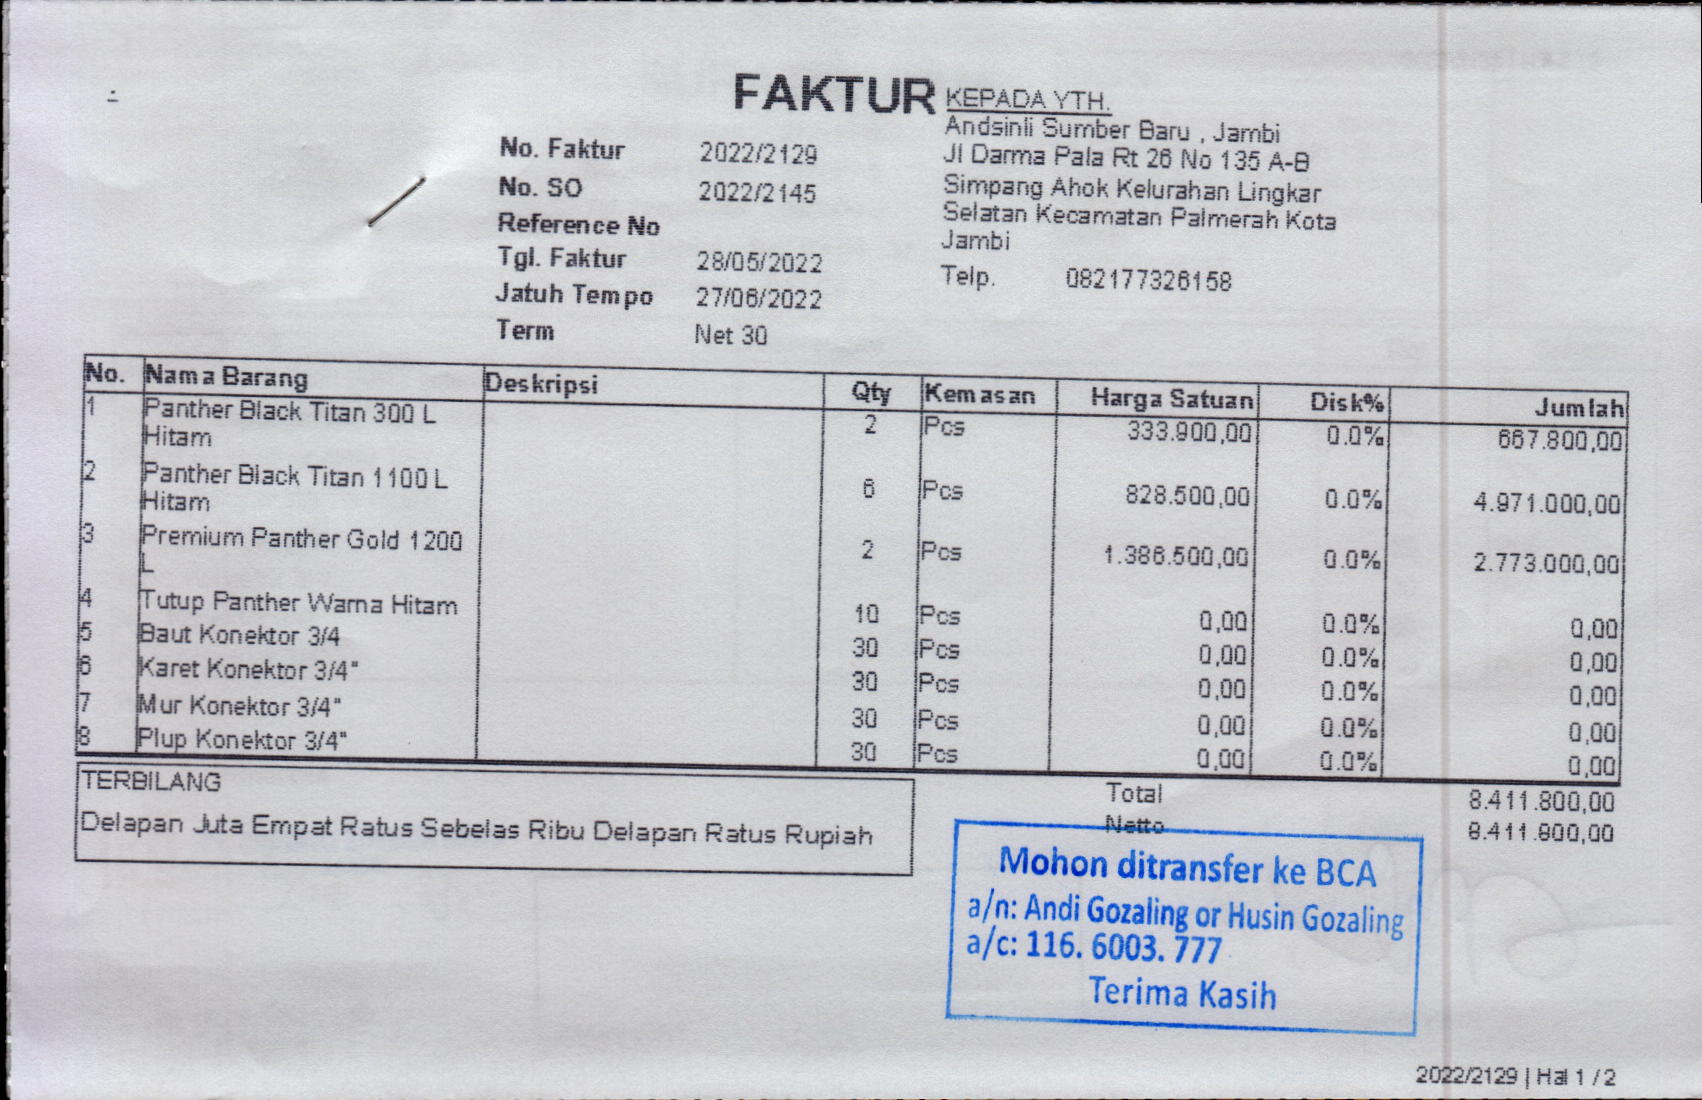 FAKTUR
No. Faktur 2022/2129
No. SO 2022/2145
Reference No
Tgl. Faktur 28/05/2022
Jatuh Tempo 27/06/2022
Term Net 30
KEPADA YTH.
Andsinli Sumber Baru , Jambi
Jl Darma Pala Rt 26 No 135 A-B
Simpang Ahok Kelurahan Lingkar
Selatan Kecamatan Palmerah Kota
Jambi
Telp. 082177326158
No. Nama Barang Deskripsi Qty Kemasan Harga Satuan Disk% Jumlah
1 Panther Black Titan 300 L 2 Pcs 333.900,00 0.0% 667.800,00
Hitam
2 Panther Black Titan 1100 L 6 Pcs 828.500,00 0.0% 4.971.000,00
Hitam
3 Premium Panther Gold 1200 2 Pcs 1.386.500,00 0.0% 2.773.000,00
L
4 Tutup Panther Warna Hitam 10 Pcs 0,00 0.0% 0,00
5 Baut Konektor 3/4 30 Pcs 0,00 0.0% 0,00
6 Karet Konektor 3/4" 30 Pcs 0,00 0.0% 0,00
7 Mur Konektor 3/4" 30 Pcs 0,00 0.0% 0,00
8 Plup Konektor 3/4" 30 Pcs 0,00 0.0% 0,00
TERBILANG
Delapan Juta Empat Ratus Sebelas Ribu Delapan Ratus Rupiah
Total 8.411.800,00
Netto 8.411.800,00
Mohon ditransfer ke BCA
a/n: Andi Gozaling or Husin Gozaling
a/c: 116. 6003. 777
Terima Kasih
2022/2129 | Hal 1 / 2